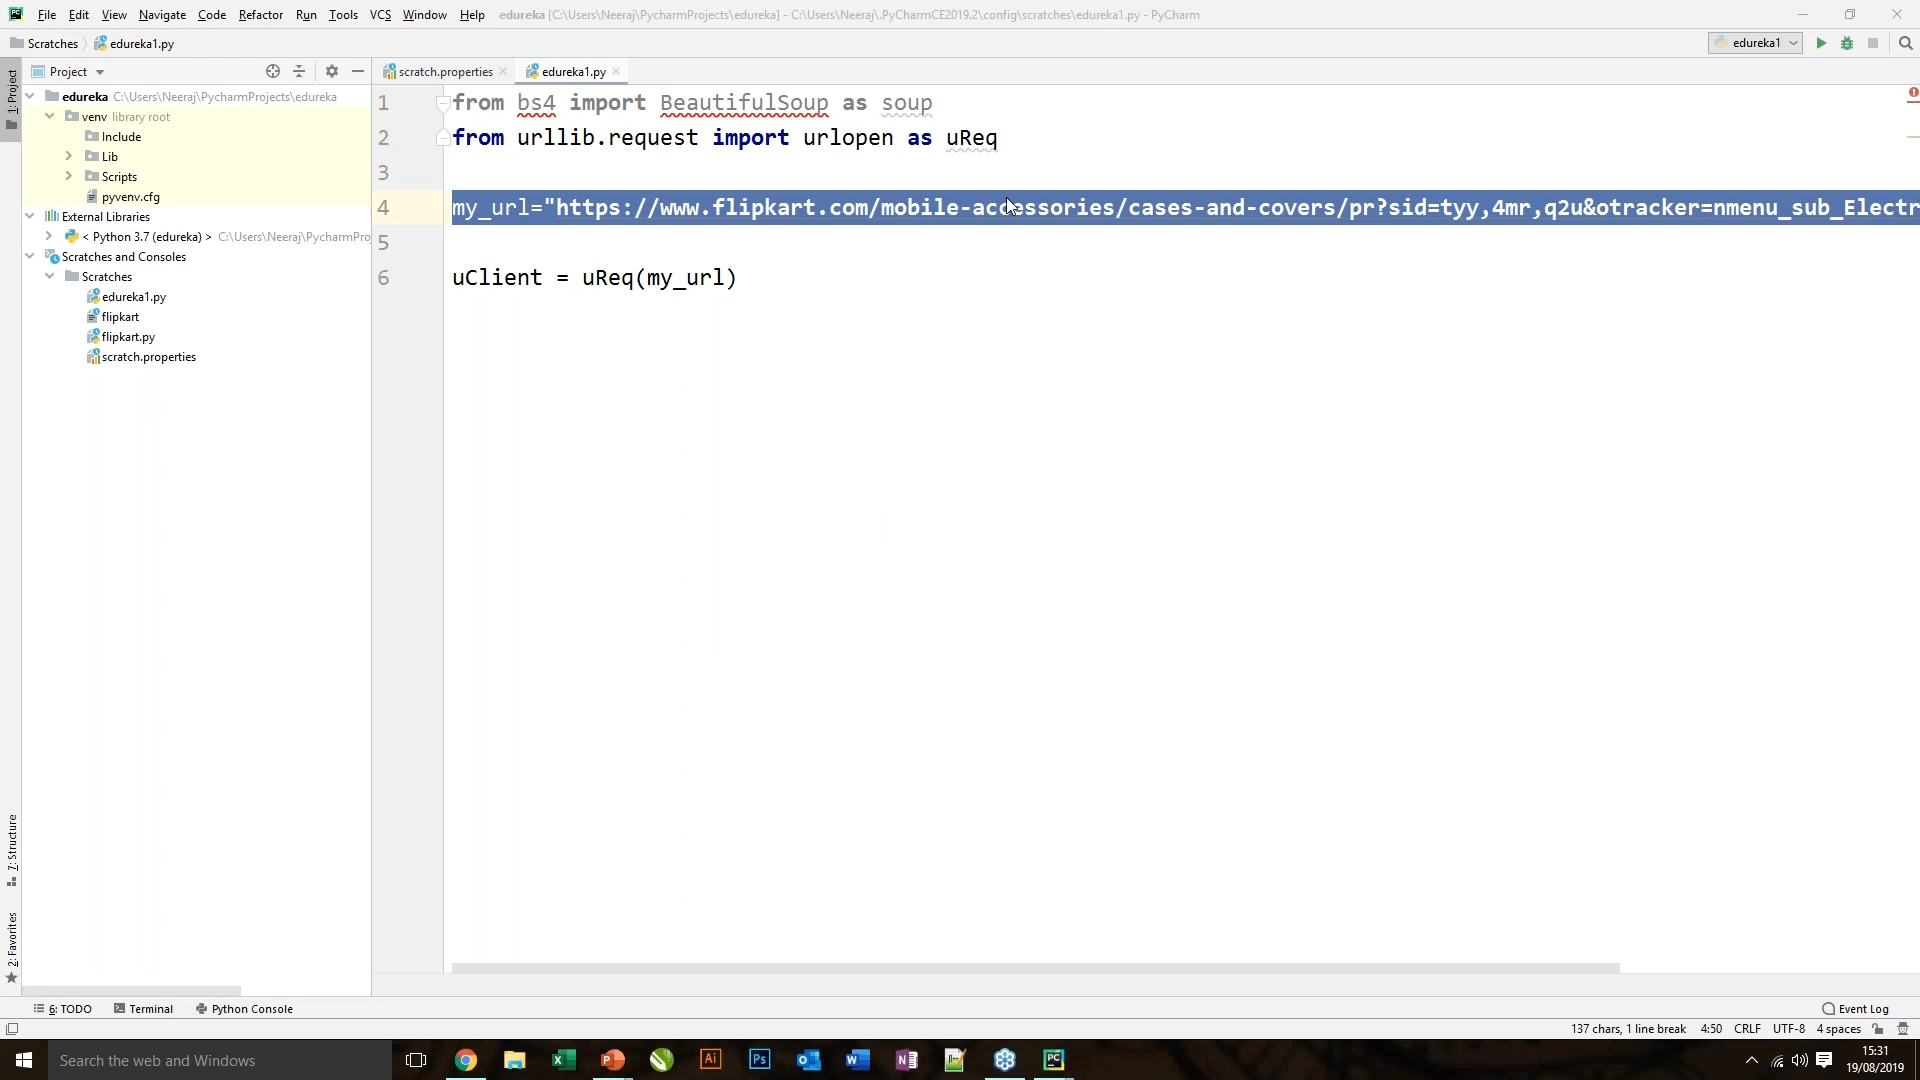 File Edit View Navigate Code Refactor Run Tools VCS Window Help edureka [C:\Users\Neeraj\PycharmProjects\edureka] - C:\Users\Neeraj\.PyCharmCE2019.2\config\scratches\edureka1.py - PyCharm
Scratches edureka1.py edureka1
Project scratch.properties edureka1.py
1: Project
edureka C:\Users\Neeraj\PycharmProjects\edureka
venv library root
Include
Lib
Scripts
pyvenv.cfg
External Libraries
< Python 3.7 (edureka) > C:\Users\Neeraj\PycharmPro
Scratches and Consoles
Scratches
edureka1.py
flipkart
flipkart.py
scratch.properties
1 from bs4 import BeautifulSoup as soup
2 from urllib.request import urlopen as uReq
3
4 my_url="https://www.flipkart.com/mobile-accessories/cases-and-covers/pr?sid=tyy,4mr,q2u&otracker=nmenu_sub_Electr
5
6 uClient = uReq(my_url)
7: Structure
2: Favorites
6: TODO Terminal Python Console Event Log
137 chars, 1 line break 4:50 CRLF UTF-8 4 spaces
Search the web and Windows
15:31
19/08/2019